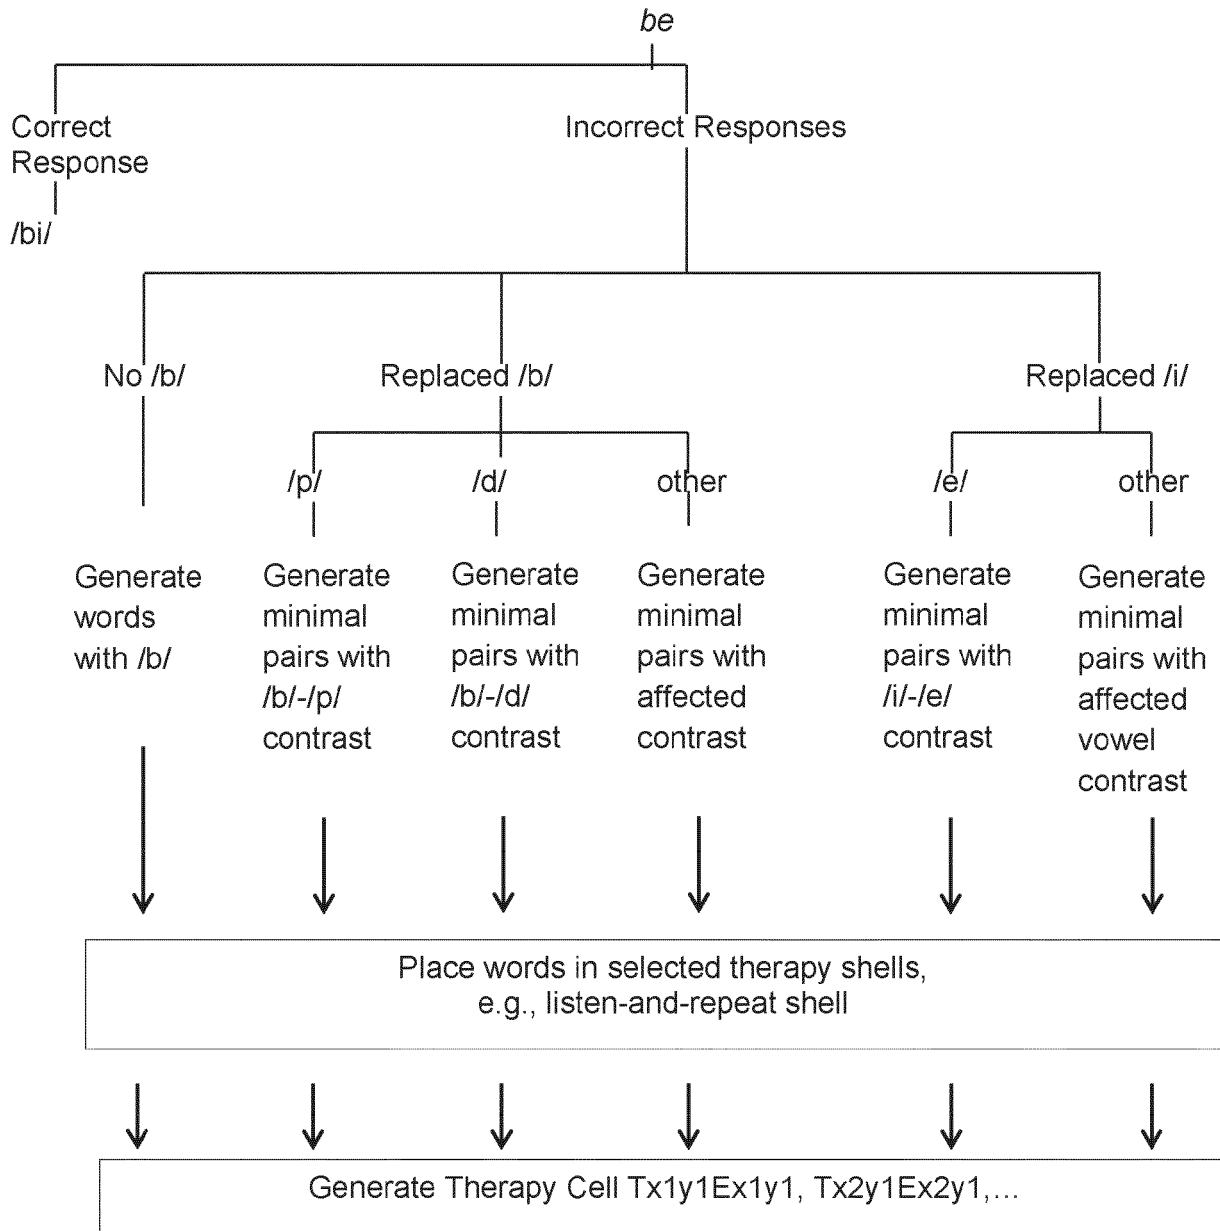 be
Correct
Response
Incorrect Responses
/bi/
No /b/
Replaced /b/
Replaced /i/
/p/
/d/
other
/e/
other
Generate
words
with /b/
Generate
minimal
pairs with
/b/-/p/
contrast
Generate
minimal
pairs with
/b/-/d/
contrast
Generate
minimal
pairs with
affected
contrast
Generate
minimal
pairs with
/i/-/e/
contrast
Generate
minimal
pairs with
affected
vowel
contrast
Place words in selected therapy shells,
e.g., listen-and-repeat shell
Generate Therapy Cell Tx1y1Ex1y1, Tx2y1Ex2y1,...